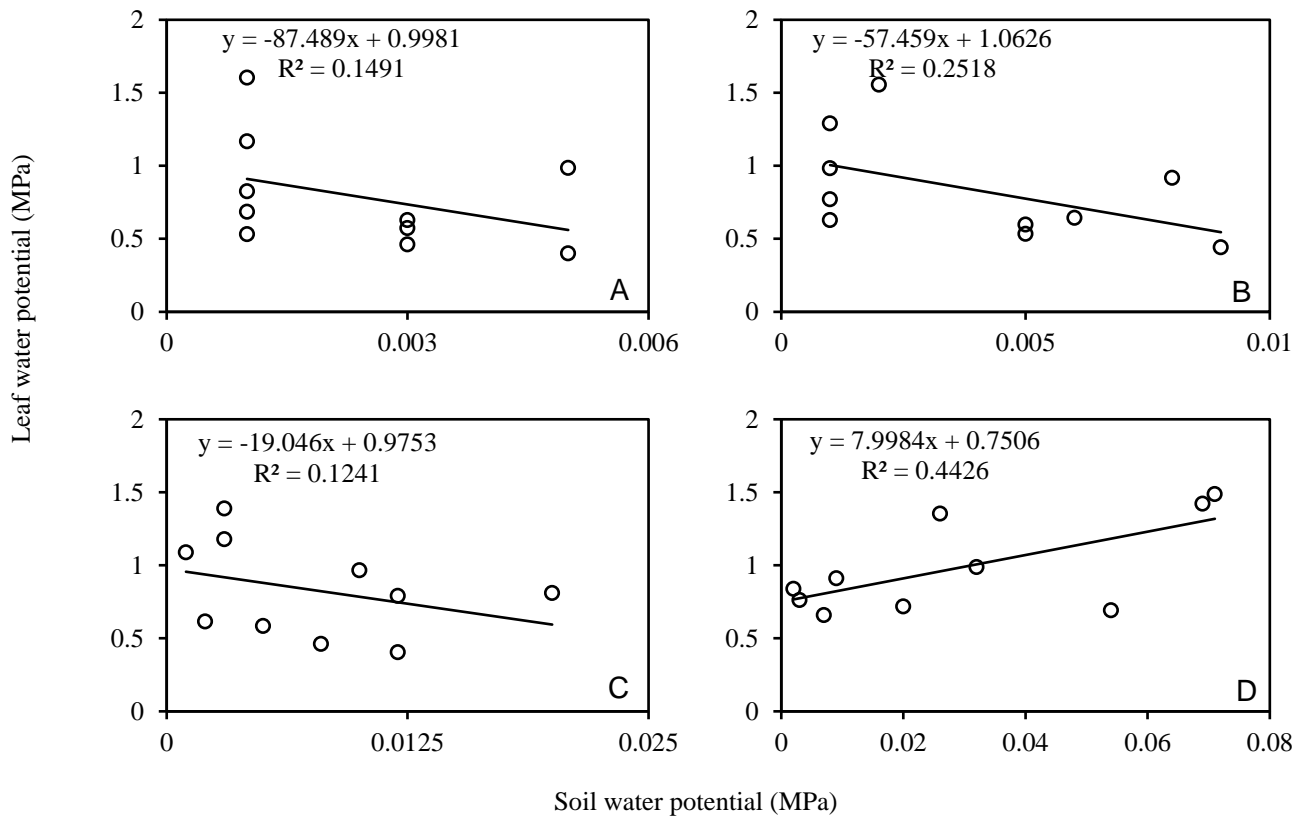 Leaf water potential (MPa)
y = -87.489x + 0.9981
R² = 0.1491
2
1.5
1
0.5
0
0
0.003
0.006
A
y = -57.459x + 1.0626
R² = 0.2518
2
1.5
1
0.5
0
0
0.005
0.01
B
y = -19.046x + 0.9753
R² = 0.1241
2
1.5
1
0.5
0
0
0.0125
0.025
C
y = 7.9984x + 0.7506
R² = 0.4426
2
1.5
1
0.5
0
0
0.02
0.04
0.06
0.08
D
Soil water potential (MPa)